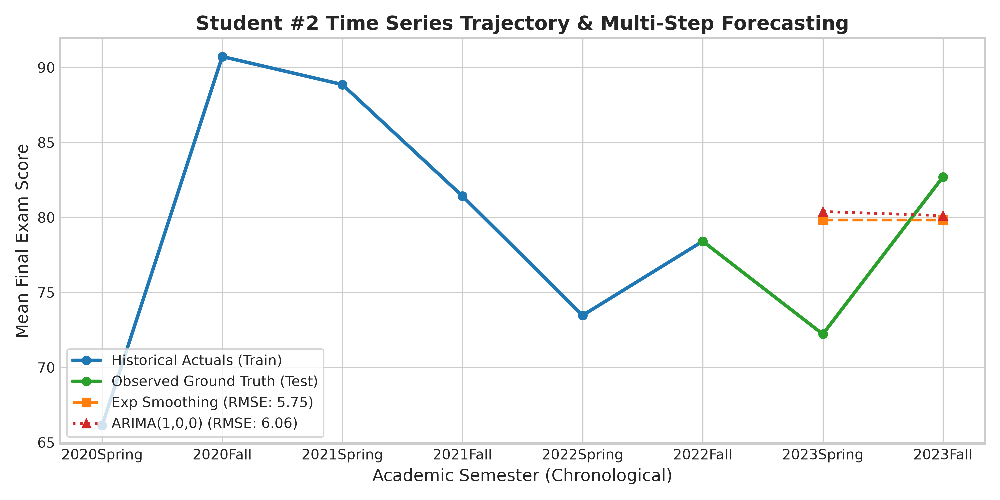 Student #2 Time Series Trajectory & Multi-Step Forecasting
Mean Final Exam Score
90
85
80
75
70
65
Historical Actuals (Train)
Observed Ground Truth (Test)
Exp Smoothing (RMSE: 5.75)
ARIMA(1,0,0) (RMSE: 6.06)
2020Spring 2020Fall 2021Spring 2021Fall 2022Spring 2022Fall 2023Spring 2023Fall
Academic Semester (Chronological)